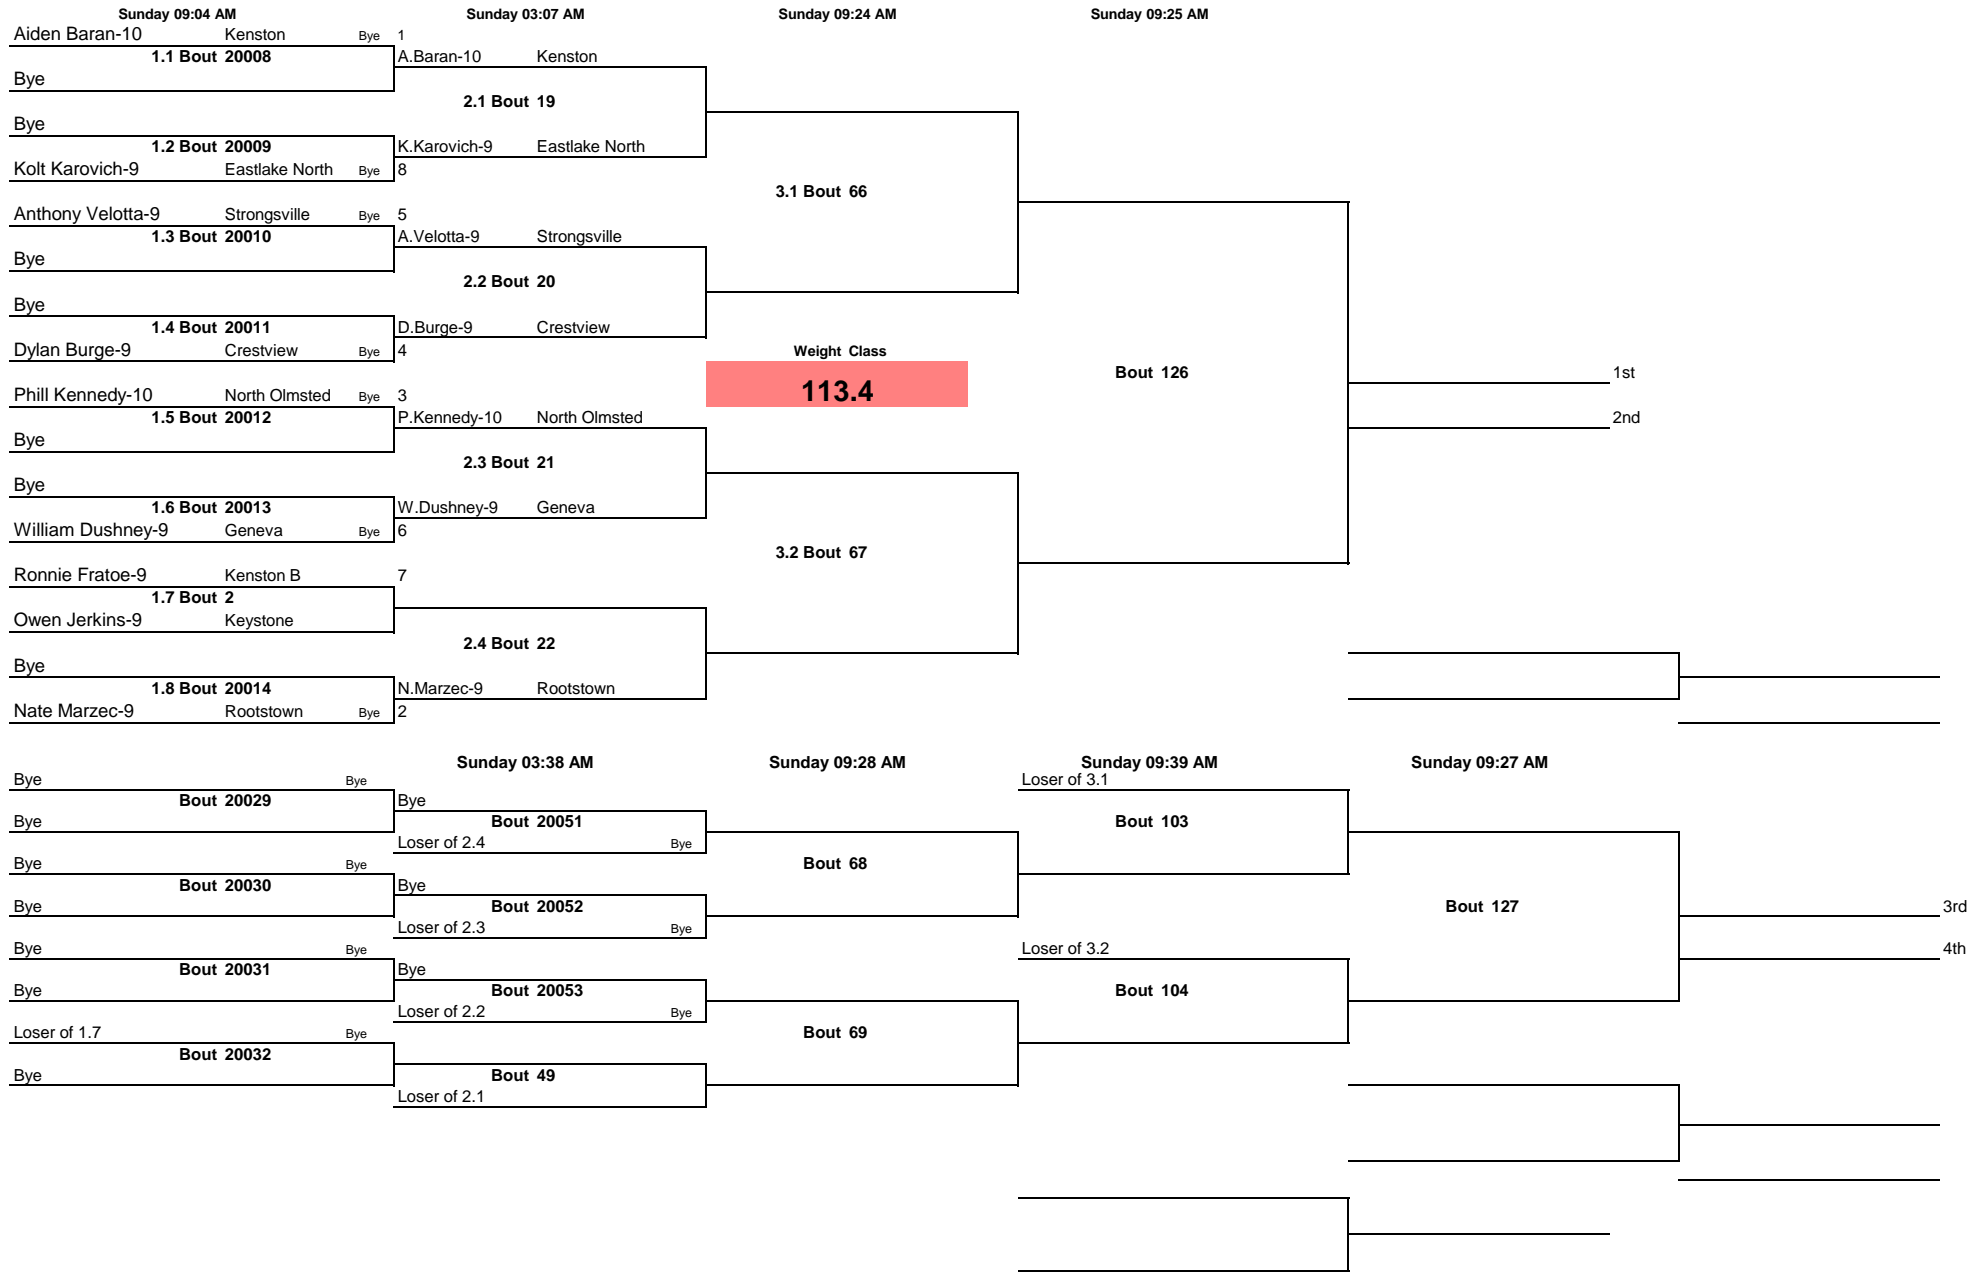 Sunday 09:04 AM Sunday 03:07 AM Sunday 09:24 AM Sunday 09:25 AM
Aiden Baran-10 Kenston Bye 1
1.1 Bout 20008 A.Baran-10 Kenston
Bye
2.1 Bout 19
Bye
1.2 Bout 20009 K.Karovich-9 Eastlake North
Kolt Karovich-9 Eastlake North Bye 8
3.1 Bout 66
Anthony Velotta-9 Strongsville Bye 5
1.3 Bout 20010 A.Velotta-9 Strongsville
Bye
2.2 Bout 20
Bye
1.4 Bout 20011 D.Burge-9 Crestview
Dylan Burge-9 Crestview Bye 4 Weight Class
Bout 126 1st
Phill Kennedy-10 North Olmsted Bye 3 113.4
1.5 Bout 20012 P.Kennedy-10 North Olmsted 2nd
Bye
2.3 Bout 21
Bye
1.6 Bout 20013 W.Dushney-9 Geneva
William Dushney-9 Geneva Bye 6
3.2 Bout 67
Ronnie Fratoe-9 Kenston B 7
1.7 Bout 2
Owen Jerkins-9 Keystone
2.4 Bout 22
Bye
1.8 Bout 20014 N.Marzec-9 Rootstown
Nate Marzec-9 Rootstown Bye 2
Sunday 03:38 AM Sunday 09:28 AM Sunday 09:39 AM Sunday 09:27 AM
Bye Bye Loser of 3.1
Bout 20029 Bye
Bye Bout 20051 Bout 103
Loser of 2.4 Bye
Bye Bye Bout 68
Bout 20030 Bye
Bye Bout 20052 Bout 127 3rd
Loser of 2.3 Bye
Bye Bye Loser of 3.2 4th
Bout 20031 Bye
Bye Bout 20053 Bout 104
Loser of 2.2 Bye
Loser of 1.7 Bye Bout 69
Bout 20032
Bye Bout 49
Loser of 2.1